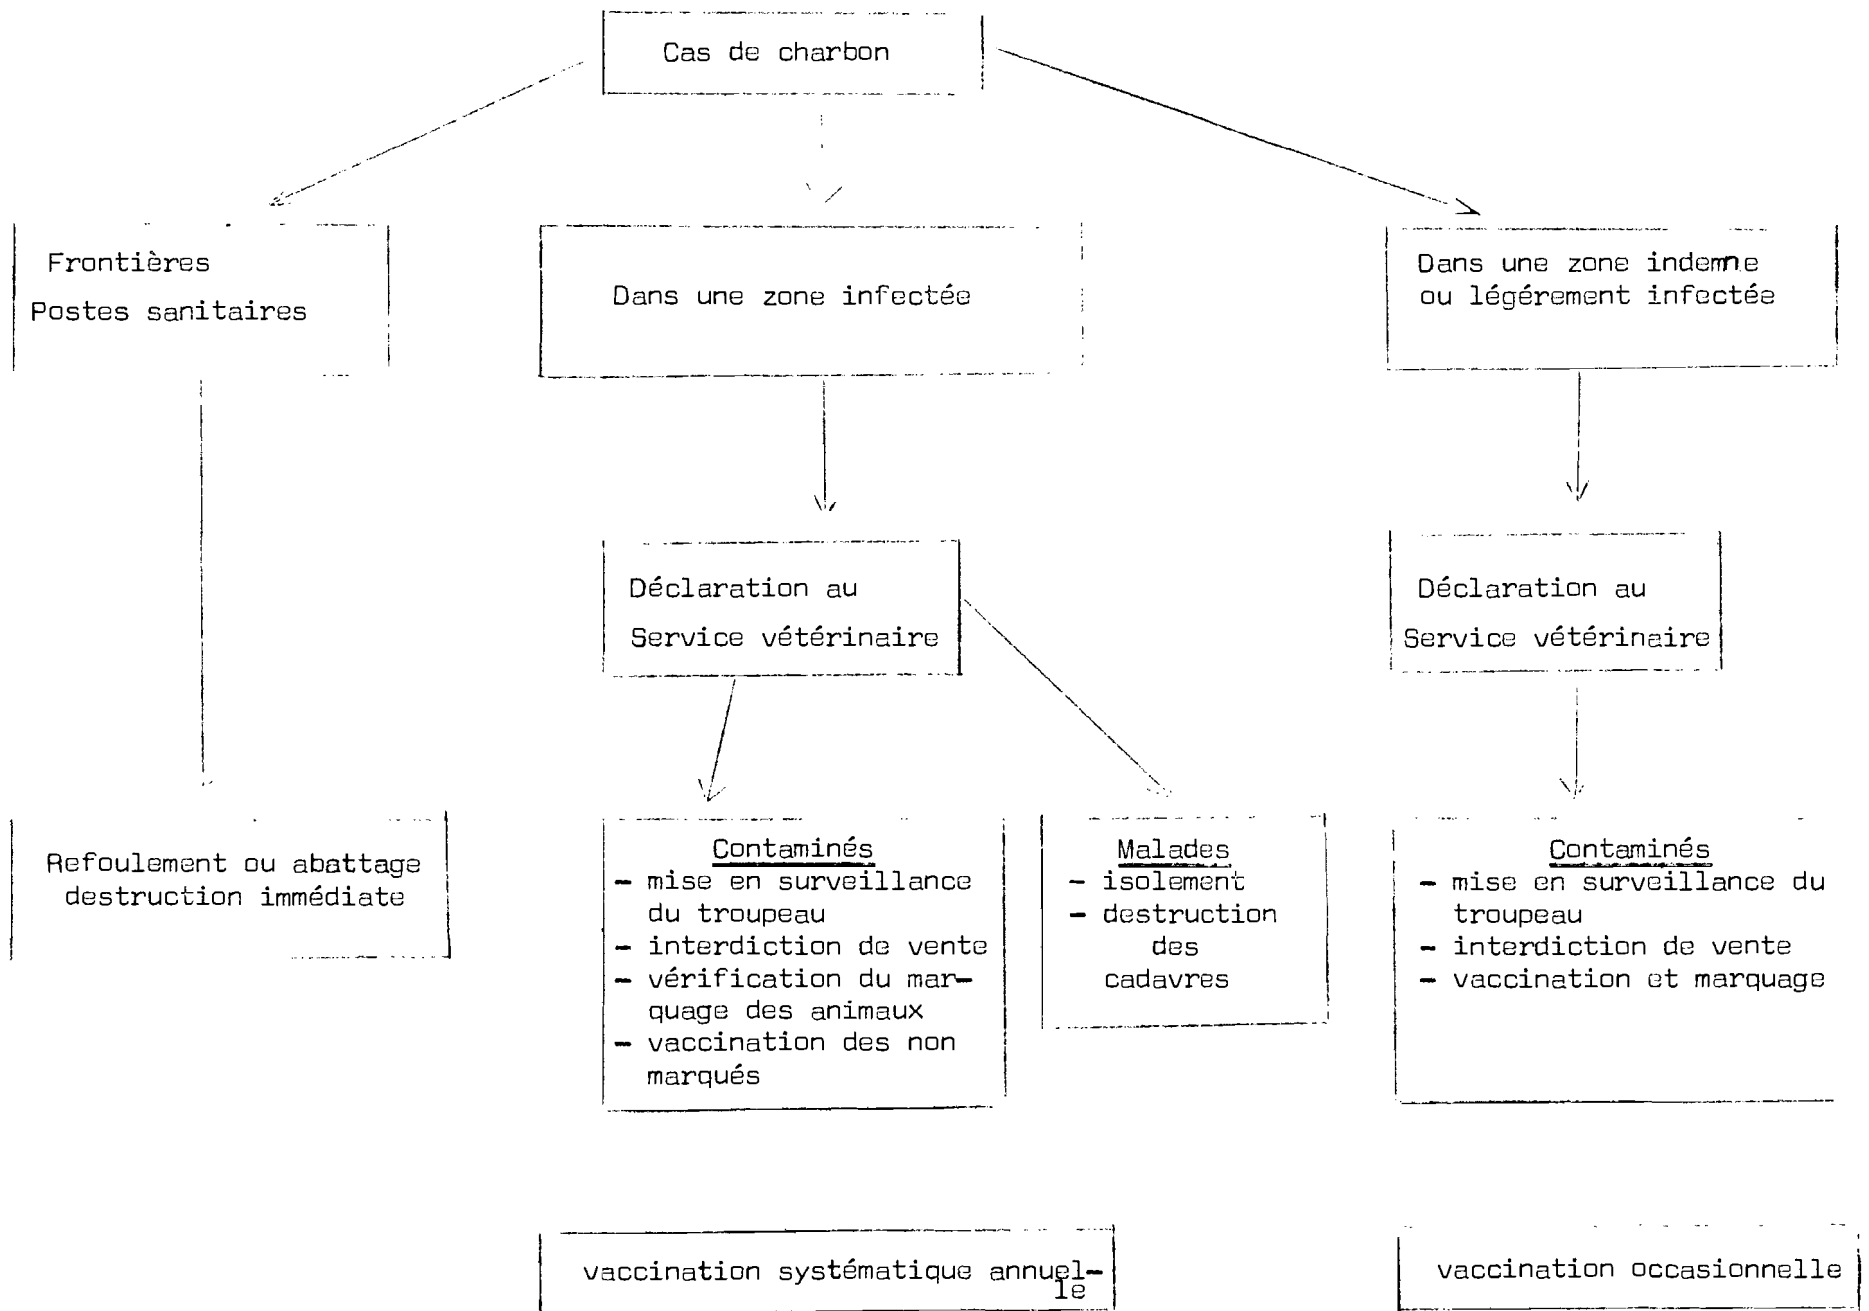 Cas de charbon
Frontières
Postes sanitaires
Dans une zone infectée
Dans une zone indemne
ou légérement infectée
Déclaration au
Service vétérinaire
Déclaration au
Service vétérinaire
Refoulement ou abattage
destruction immédiate
Contaminés
- mise en surveillance
du troupeau
- interdiction de vente
- vérification du mar-
quage des animaux
- vaccination des non
marqués
Malades
- isolement
- destruction
des
cadavres
Contaminés
- mise en surveillance du
troupeau
- interdiction de vente
- vaccination et marquage
vaccination systématique annuel-
le
vaccination occasionnelle